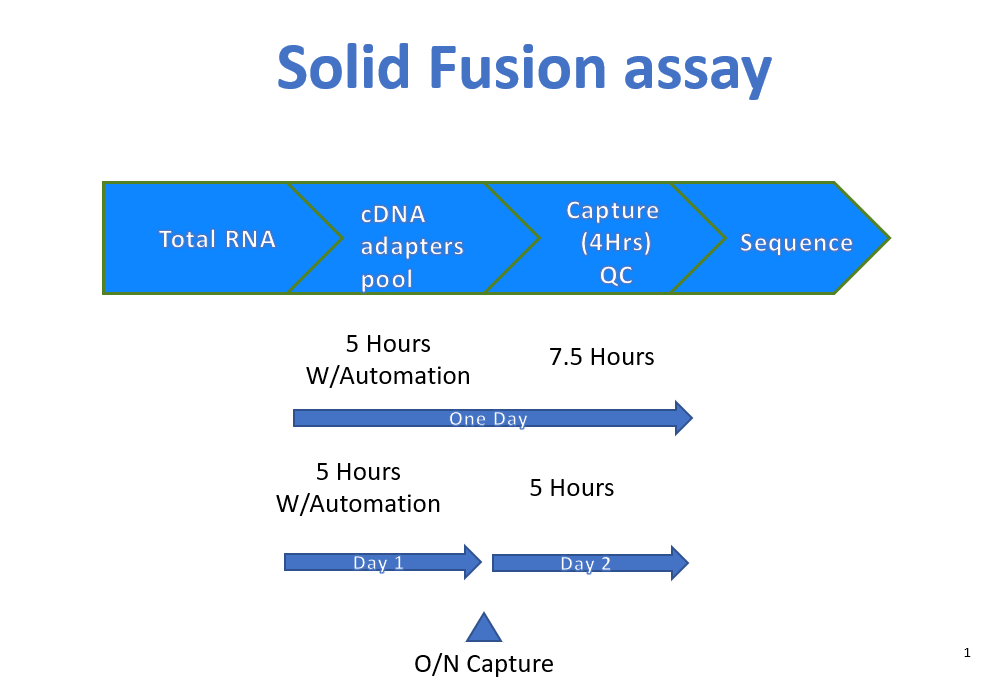 Solid Fusion assay
Total RNA
cDNA
adapters
pool
Capture
(4Hrs)
QC
Sequence
5 Hours
W/Automation
7.5 Hours
One Day
5 Hours
W/Automation
5 Hours
Day 1
Day 2
O/N Capture
1